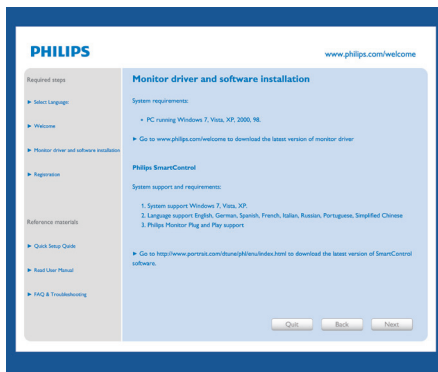 PHILIPS
www.philips.com/welcome
Required steps
► Select Language:
► Welcome
► Monitor driver and software installation
► Registration
Reference materials
► Quick Setup Quide
► Read User Manual
► FAQ & Troubleshooting
Monitor driver and software installation
System requirements:
• PC running Windows 7, Vista, XP, 2000, 98,
► Go to www.philips.com/welcome to download the latest version of monitor driver
Philips SmartControl
System support and requirements:
1. System support Windows 7, Vista, XP.
2. Language support English, German, Spanish, French, Italian, Russian, Portuguese, Simplified Chinese
3. Philips Monitor Plug and Play support
► Go to http://www.portrait.com/dtune/phl/enu/index.html to download the latest version of SmartControl
software.
Quit
Back
Next